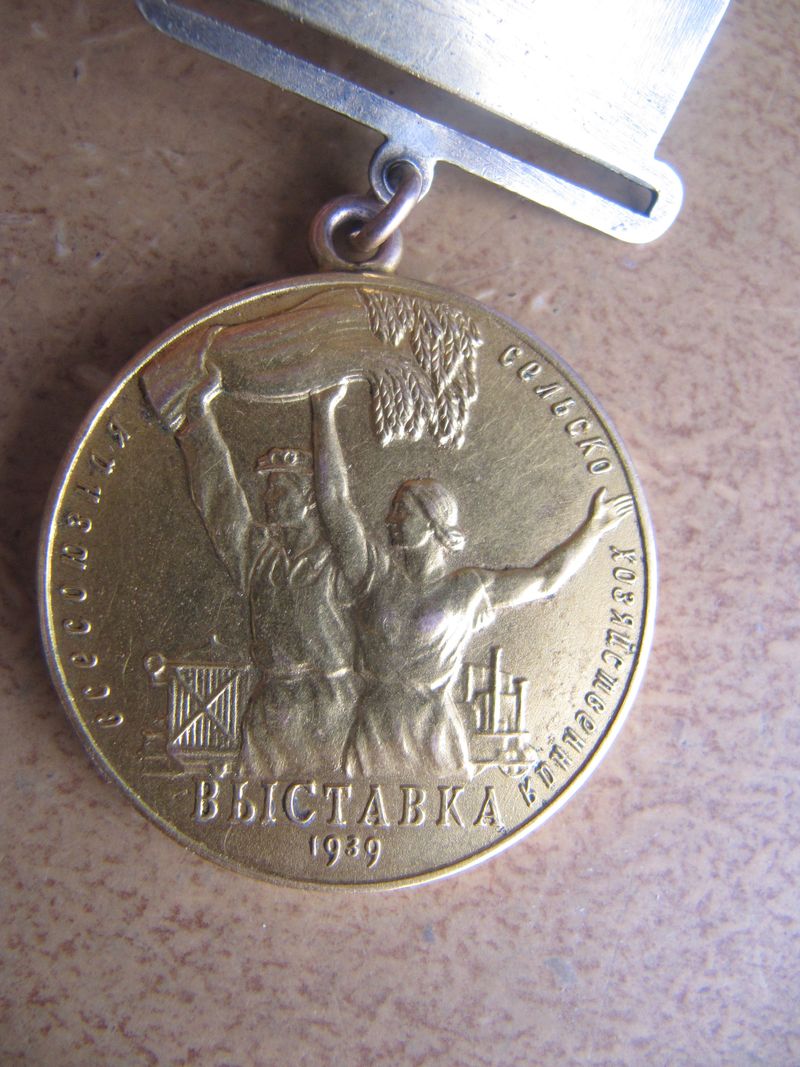 всесоюзная
сельско
хозяйственная
ВЫСТАВКА
1939